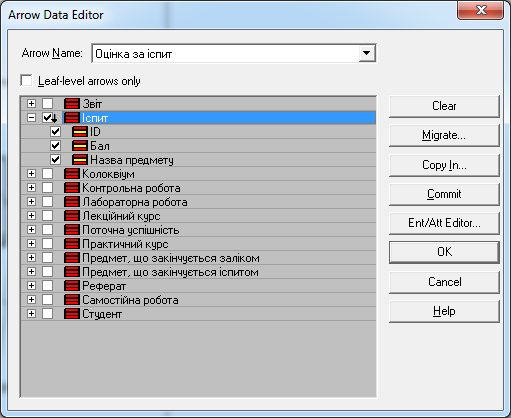 Arrow Data Editor
Arrow Name: Оцінка за іспит
Leaf-level arrows only
Звіт
Іспит
ID
Бал
Назва предмету
Колоквіум
Контрольна робота
Лабораторна робота
Лекційний курс
Поточна успішність
Практичний курс
Предмет, що закінчується заліком
Предмет, що закінчується іспитом
Реферат
Самостійна робота
Студент
Clear
Migrate...
Copy In...
Commit
Ent/Att Editor...
OK
Cancel
Help